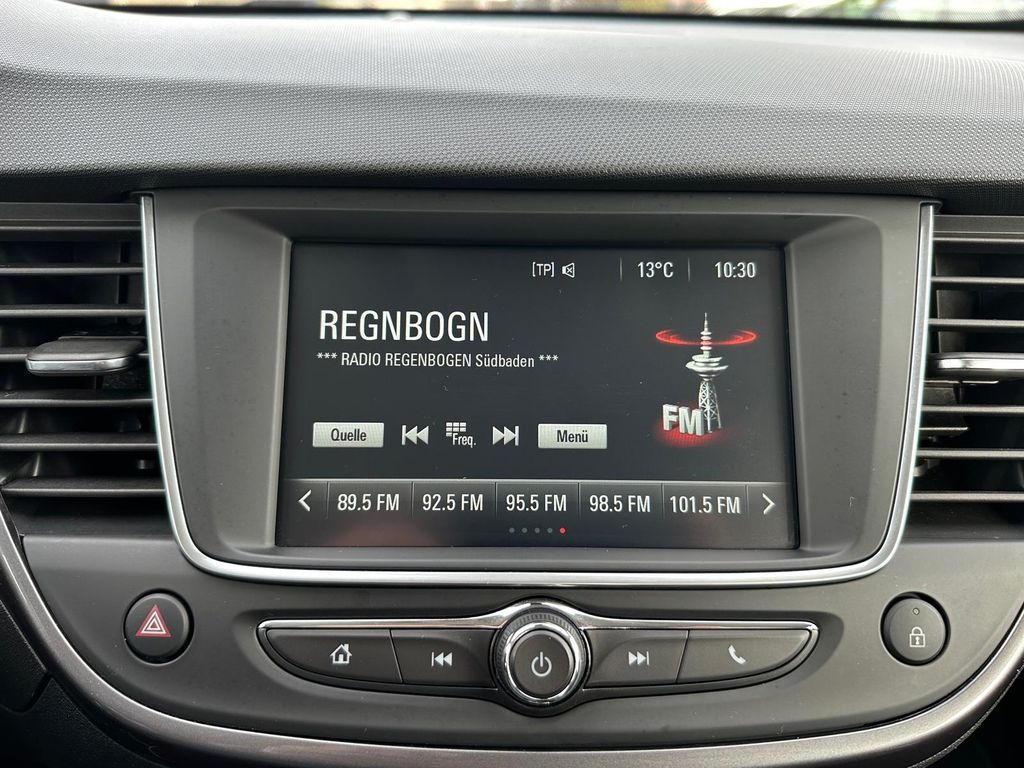 [TP] 13°C 10:30
REGNBOGN
*** RADIO REGENBOGEN Südbaden ***
FM
Quelle Freq. Menü
89.5 FM 92.5 FM 95.5 FM 98.5 FM 101.5 FM